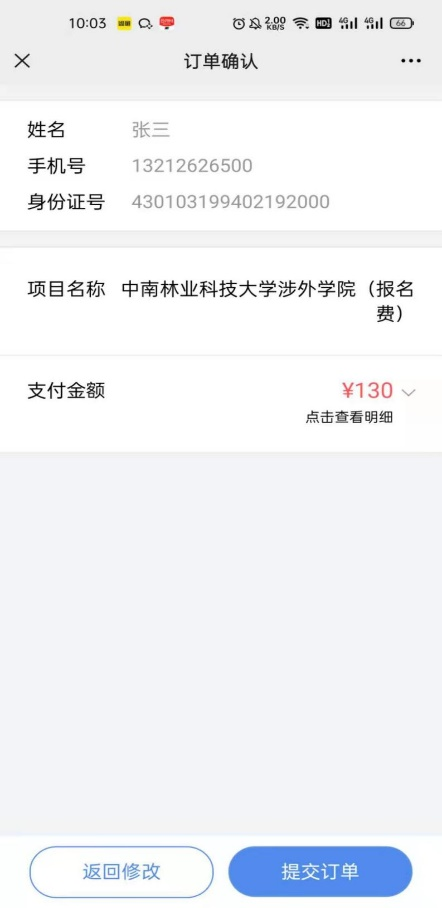 10:03
2.00 KB/S HD 4G 4G 66
订单确认
姓名 张三
手机号 13212626500
身份证号 430103199402192000
项目名称 中南林业科技大学涉外学院（报名
费）
支付金额 ¥130
点击查看明细
返回修改 提交订单